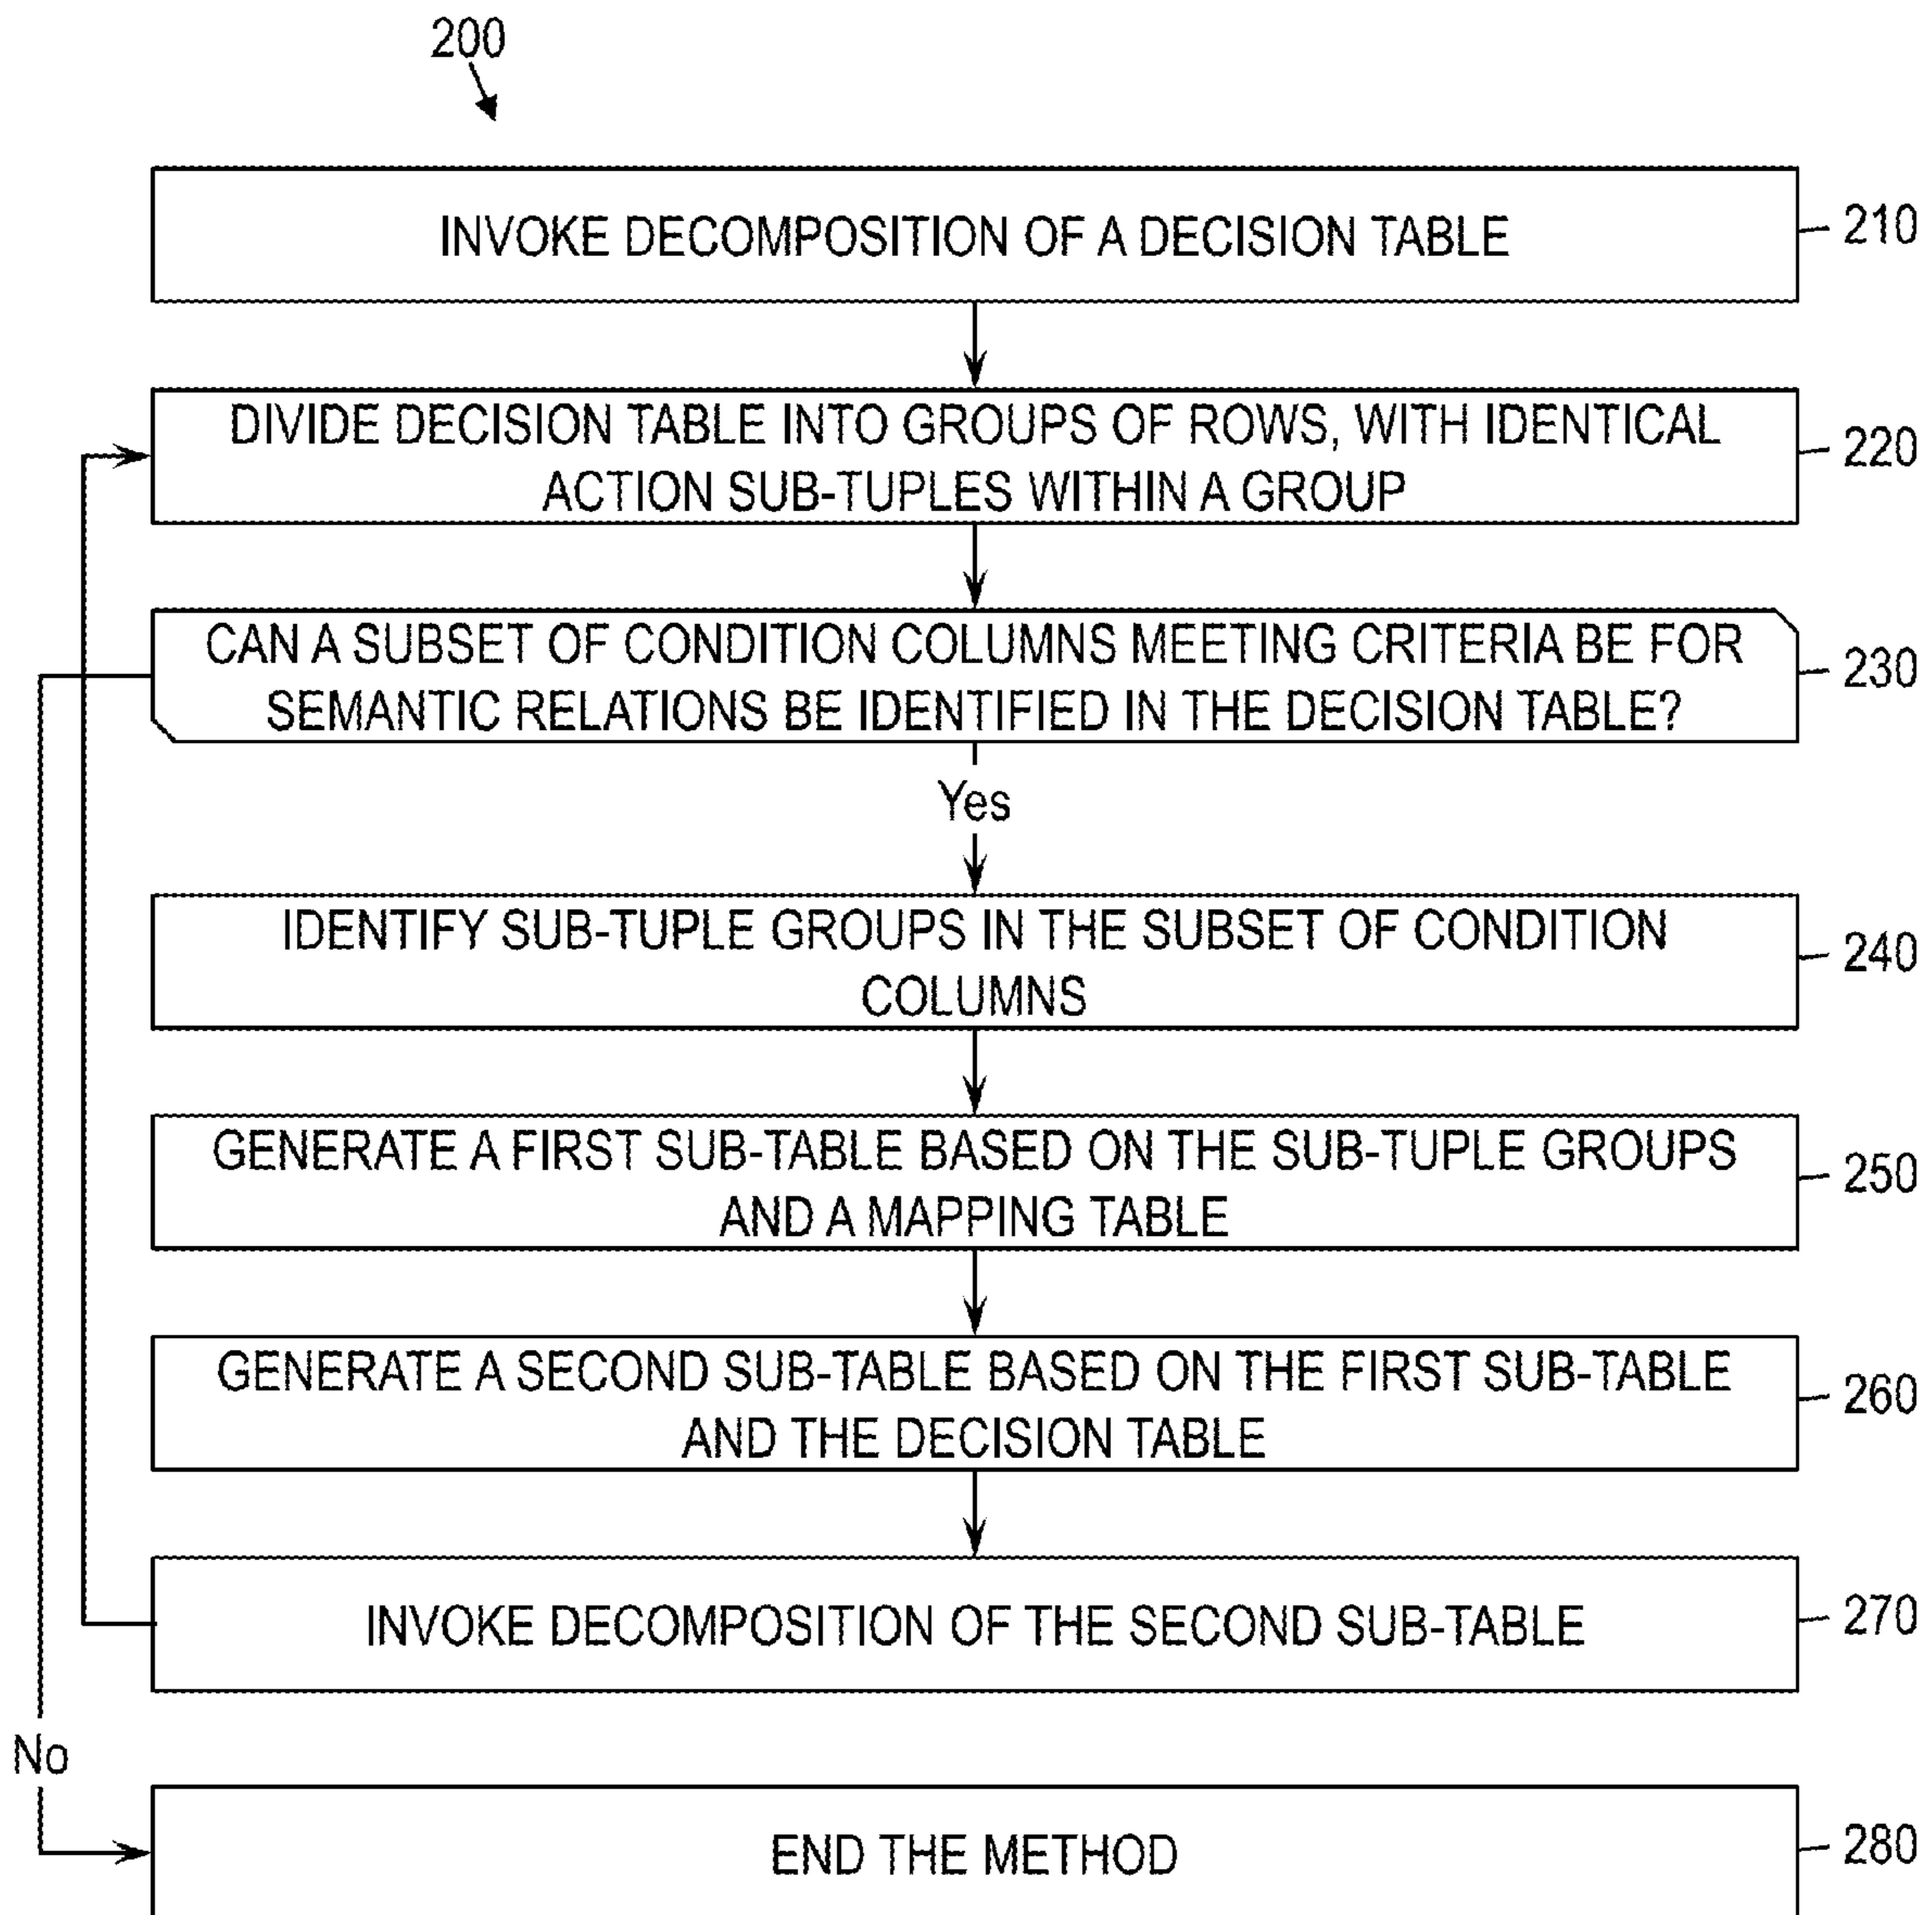 200
INVOKE DECOMPOSITION OF A DECISION TABLE
210
DIVIDE DECISION TABLE INTO GROUPS OF ROWS, WITH IDENTICAL
ACTION SUB-TUPLES WITHIN A GROUP
220
CAN A SUBSET OF CONDITION COLUMNS MEETING CRITERIA BE FOR
SEMANTIC RELATIONS BE IDENTIFIED IN THE DECISION TABLE?
230
Yes
IDENTIFY SUB-TUPLE GROUPS IN THE SUBSET OF CONDITION
COLUMNS
240
GENERATE A FIRST SUB-TABLE BASED ON THE SUB-TUPLE GROUPS
AND A MAPPING TABLE
250
GENERATE A SECOND SUB-TABLE BASED ON THE FIRST SUB-TABLE
AND THE DECISION TABLE
260
INVOKE DECOMPOSITION OF THE SECOND SUB-TABLE
270
No
END THE METHOD
280